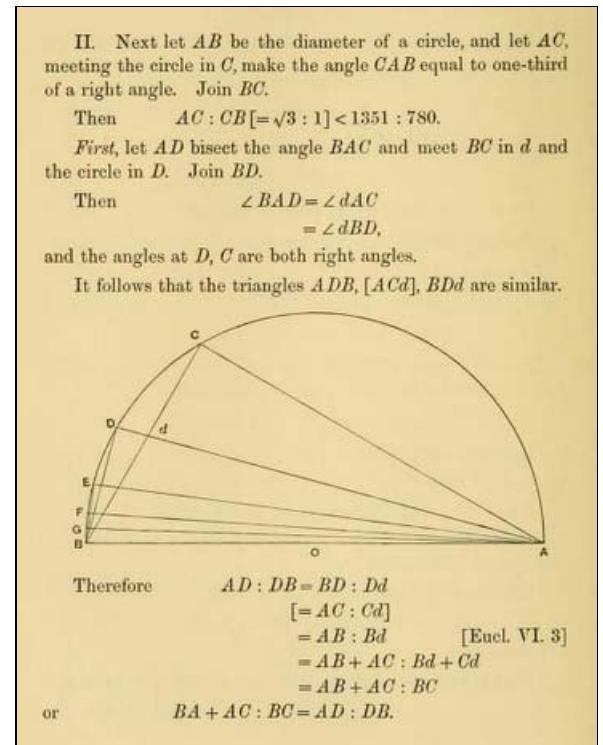 II. Next let AB be the diameter of a circle, and let AC,
meeting the circle in C, make the angle CAB equal to one-third
of a right angle. Join BC.
Then AC : CB [= √3 : 1] < 1351 : 780.
First, let AD bisect the angle BAC and meet BC in d and
the circle in D. Join BD.
Then ∠BAD = ∠dAC
= ∠dBD,
and the angles at D, C are both right angles.
It follows that the triangles ADB, [ACd], BDd are similar.
C
D
d
E
F
G
B
O
A
Therefore AD : DB = BD : Dd
[= AC : Cd]
= AB : Bd [Eucl. VI. 3]
= AB + AC : Bd + Cd
= AB + AC : BC
or BA + AC : BC = AD : DB.